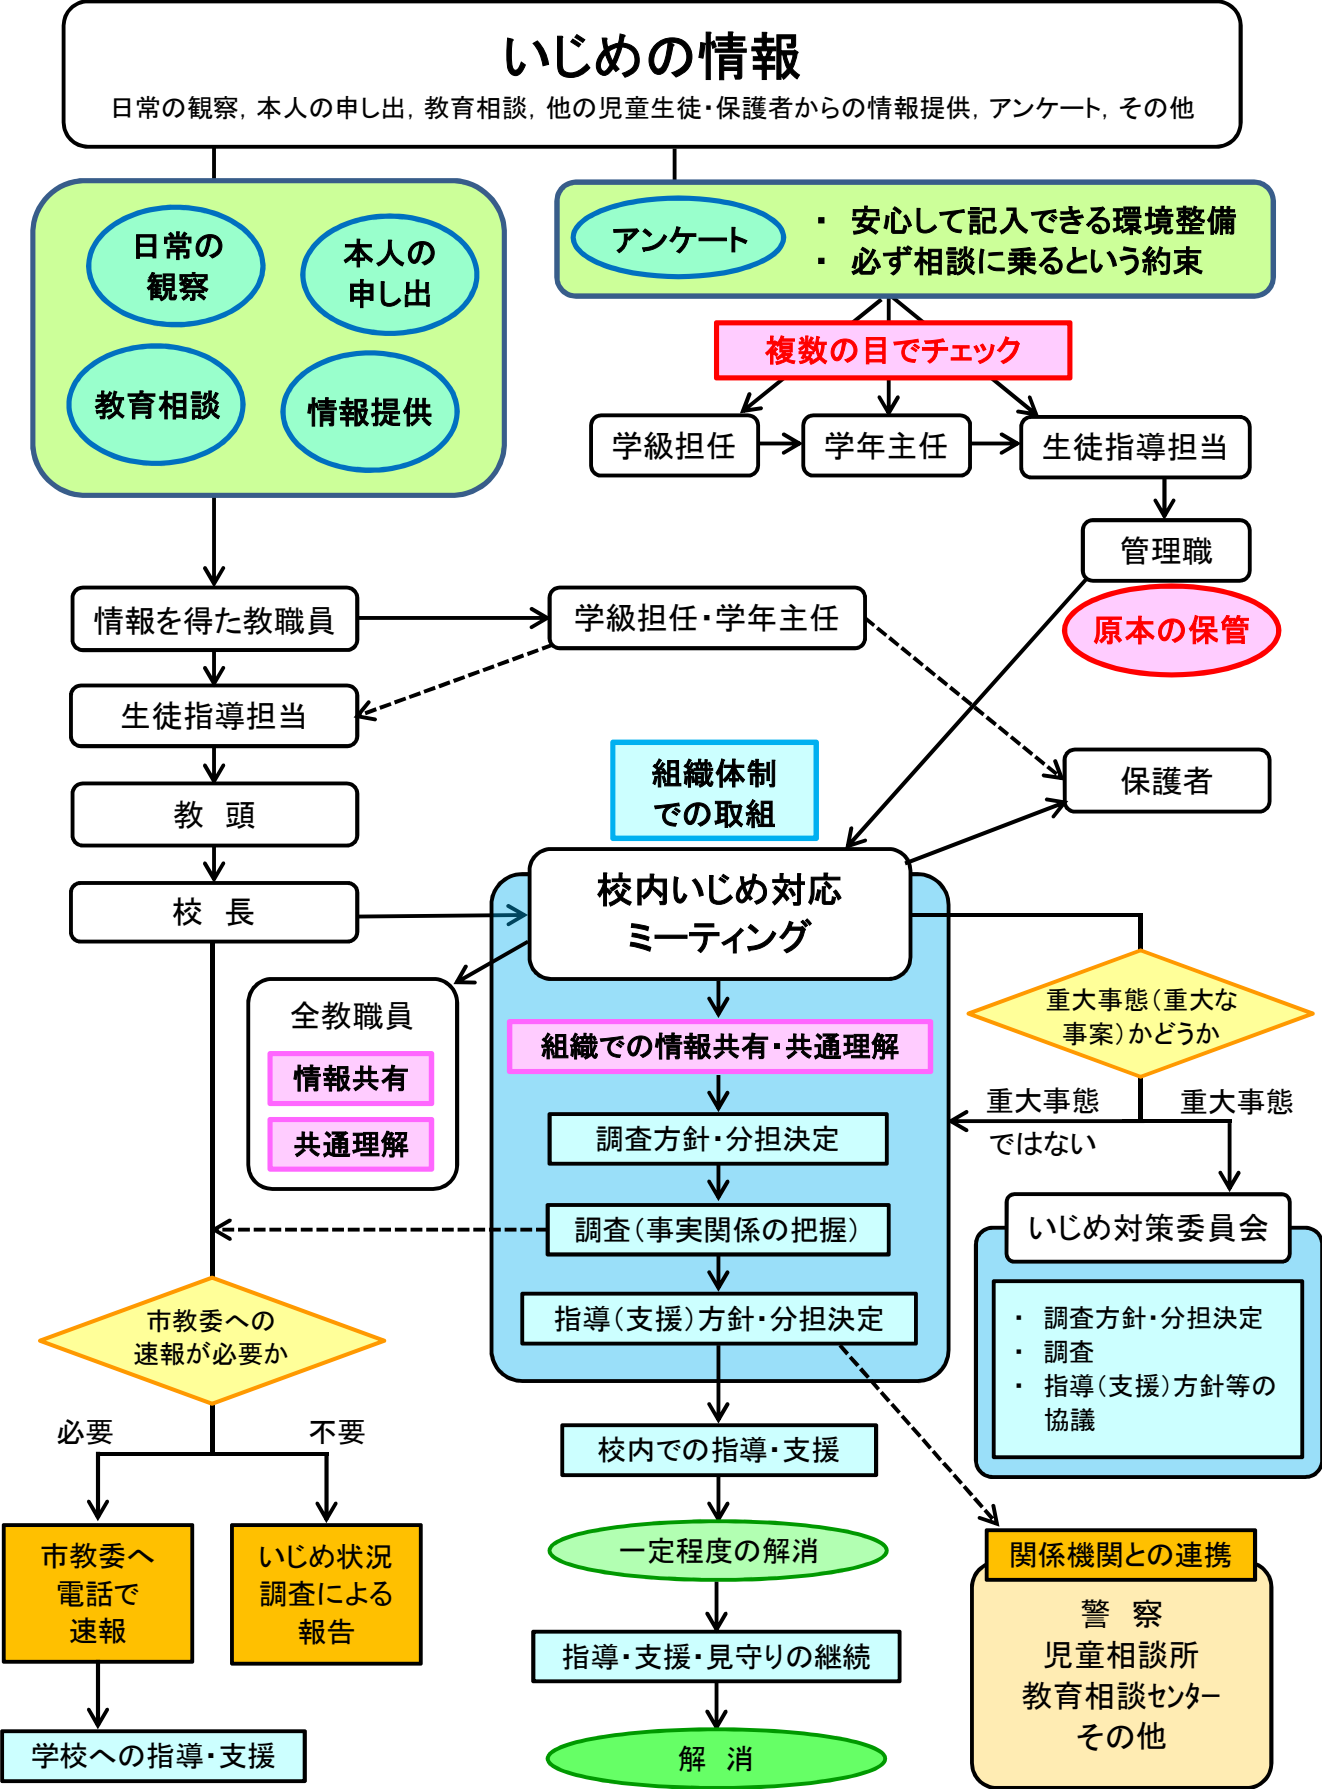 いじめの情報
日常の観察，本人の申し出，教育相談，他の児童生徒・保護者からの情報提供，アンケート，その他
日常の
観察
本人の
申し出
教育相談
情報提供
アンケート
・ 安心して記入できる環境整備
・ 必ず相談に乗るという約束
複数の目でチェック
学級担任
学年主任
生徒指導担当
管理職
原本の保管
情報を得た教職員
学級担任・学年主任
生徒指導担当
教　頭
校　長
組織体制
での取組
保護者
校内いじめ対応
ミーティング
全教職員
情報共有
共通理解
組織での情報共有・共通理解
調査方針・分担決定
調査（事実関係の把握）
指導（支援）方針・分担決定
重大事態（重大な
事案）かどうか
重大事態
ではない
重大事態
いじめ対策委員会
・ 調査方針・分担決定
・ 調査
・ 指導（支援）方針等の
協議
市教委への
速報が必要か
必要
不要
市教委へ
電話で
速報
いじめ状況
調査による
報告
学校への指導・支援
校内での指導・支援
一定程度の解消
指導・支援・見守りの継続
解　消
関係機関との連携
警　察
児童相談所
教育相談センター
その他